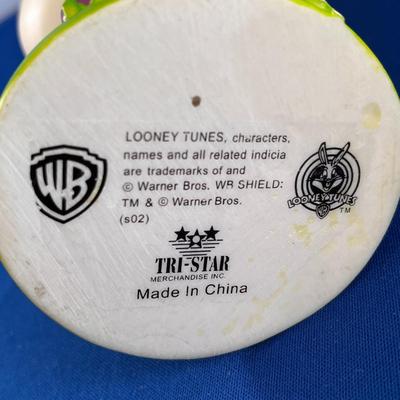 LOONEY TUNES, characters,
names and all related indicia
are trademarks of and
© Warner Bros. WB SHIELD:
TM & © Warner Bros.
(s02)
WB
LOONEY TUNES
TM
TRI-STAR
MERCHANDISE INC.
Made In China